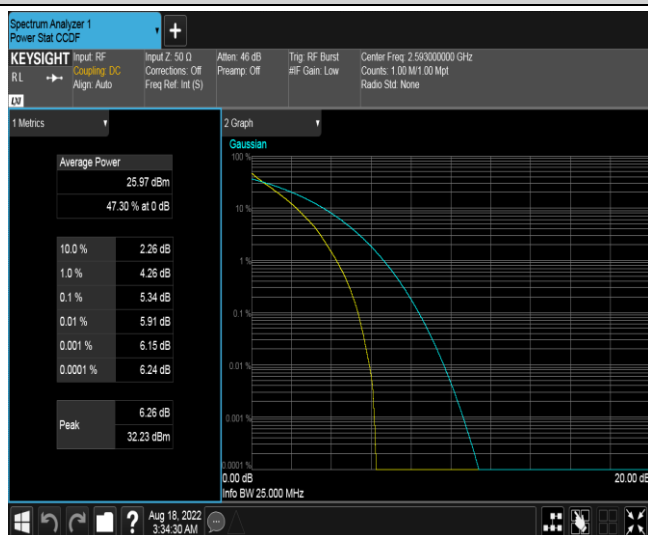 Spectrum Analyzer 1
Power Stat CCDF
+
KEYSIGHT
RL
LXI
Input: RF
Coupling: DC
Align: Auto
Input Z: 50 Ω
Corrections: Off
Freq Ref: Int (S)
Atten: 46 dB
Preamp: Off
Trig: RF Burst
#IF Gain: Low
Center Freq: 2.593000000 GHz
Counts: 1.00 M/1.00 Mpt
Radio Std: None
1 Metrics
Average Power
25.97 dBm
47.30 % at 0 dB
10.0 % 2.26 dB
1.0 % 4.26 dB
0.1 % 5.34 dB
0.01 % 5.91 dB
0.001 % 6.15 dB
0.0001 % 6.24 dB
Peak
6.26 dB
32.23 dBm
2 Graph
Gaussian
100 %
10 %
1 %
0.1 %
0.01 %
0.001 %
0.0001 %
0.00 dB 20.00 dB
Info BW 25.000 MHz
?
Aug 18, 2022
3:34:30 AM